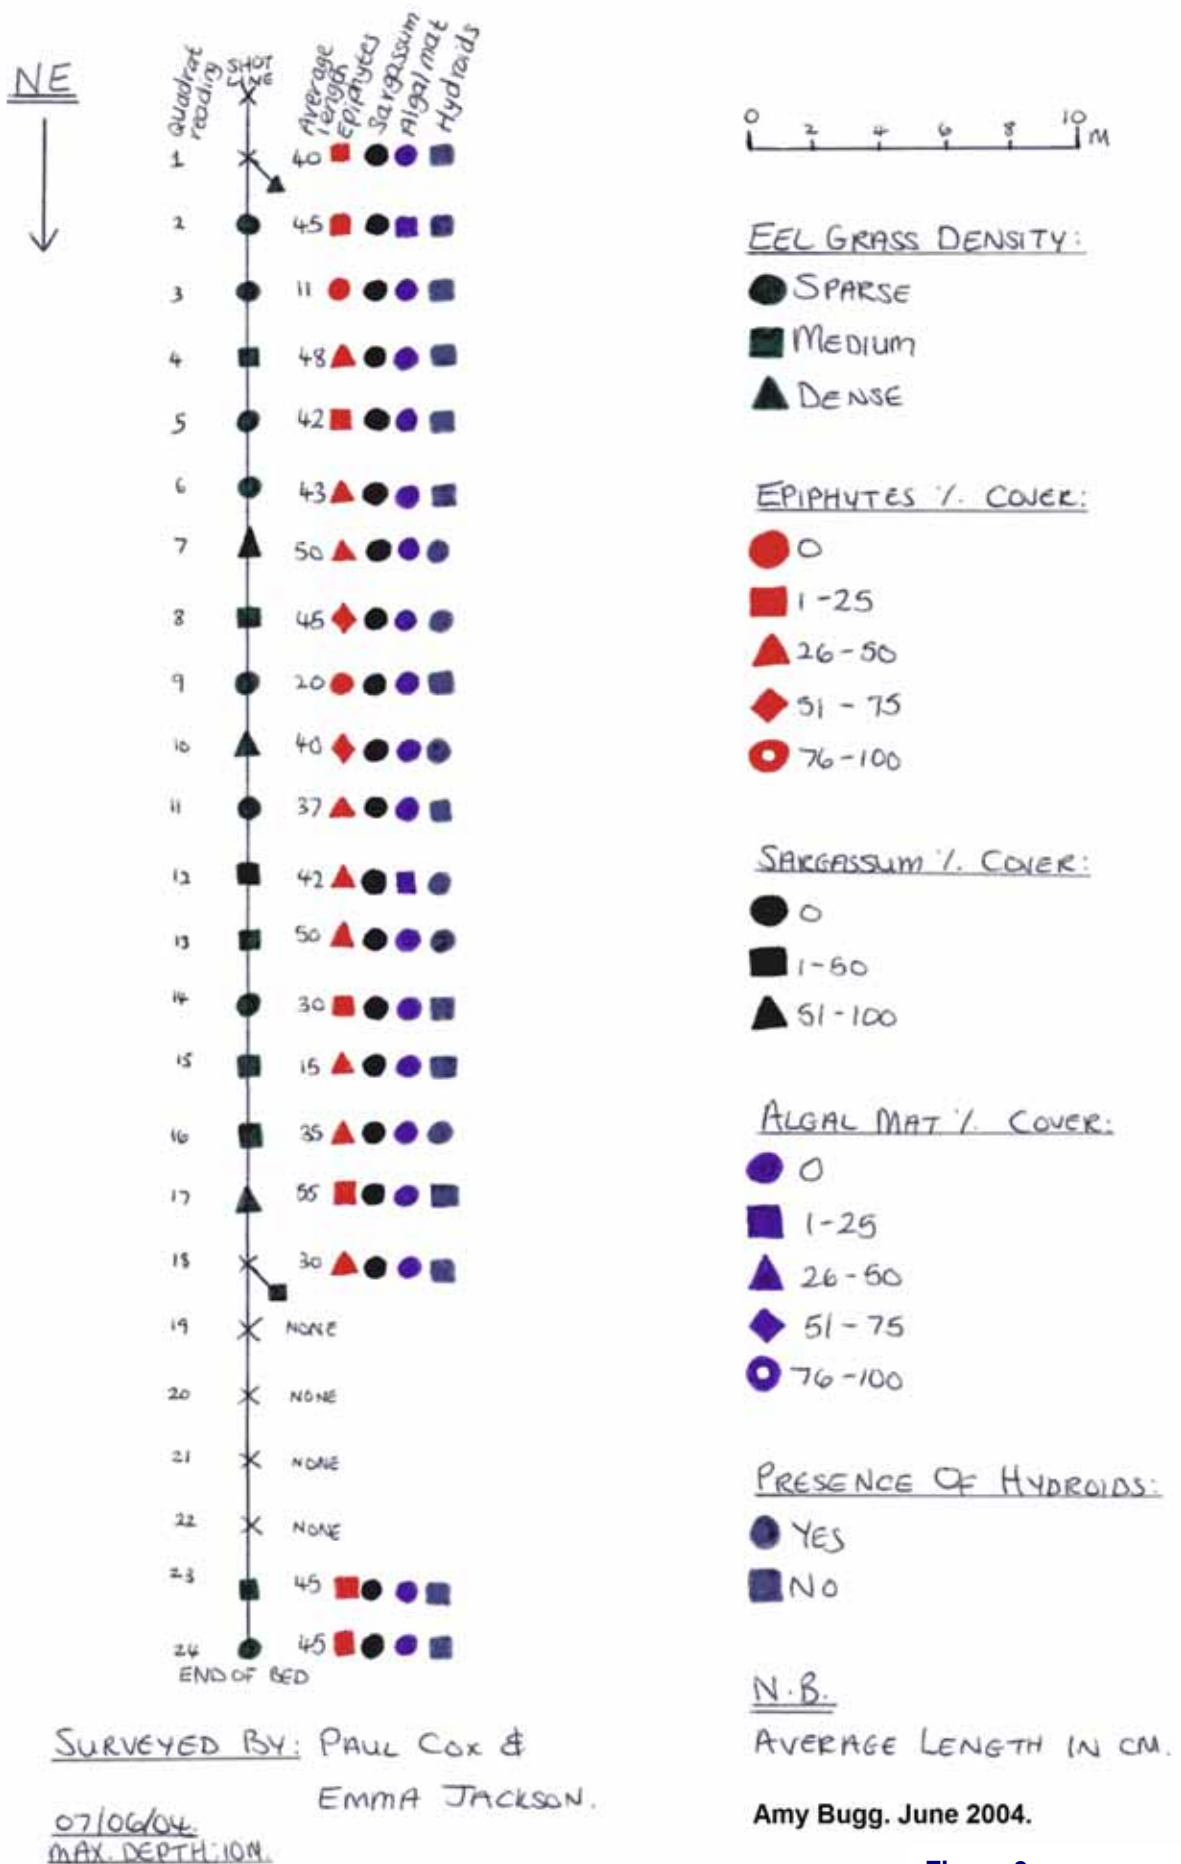 NE
Quadrat reading
SHOT LINE
Average length
Epiphytes
Sargassum
Algal mat
Hydroids
1 40
2 45
3 11
4 48
5 42
6 43
7 50
8 45
9 20
10 40
11 37
12 42
13 50
14 30
15 15
16 35
17 55
18 30
19 NONE
20 NONE
21 NONE
22 NONE
23 45
24 45
END OF BED
SURVEYED BY: PAUL COX &
EMMA JACKSON.
07/06/04.
MAX. DEPTH: 10M.
0 2 4 6 8 10 M
EEL GRASS DENSITY:
SPARSE
MEDIUM
DENSE
EPIPHYTES % COVER:
0
1-25
26-50
51-75
76-100
SARGASSUM % COVER:
0
1-50
51-100
ALGAL MAT % COVER:
0
1-25
26-50
51-75
76-100
PRESENCE OF HYDROIDS:
YES
NO
N.B.
AVERAGE LENGTH IN CM.
Amy Bugg. June 2004.